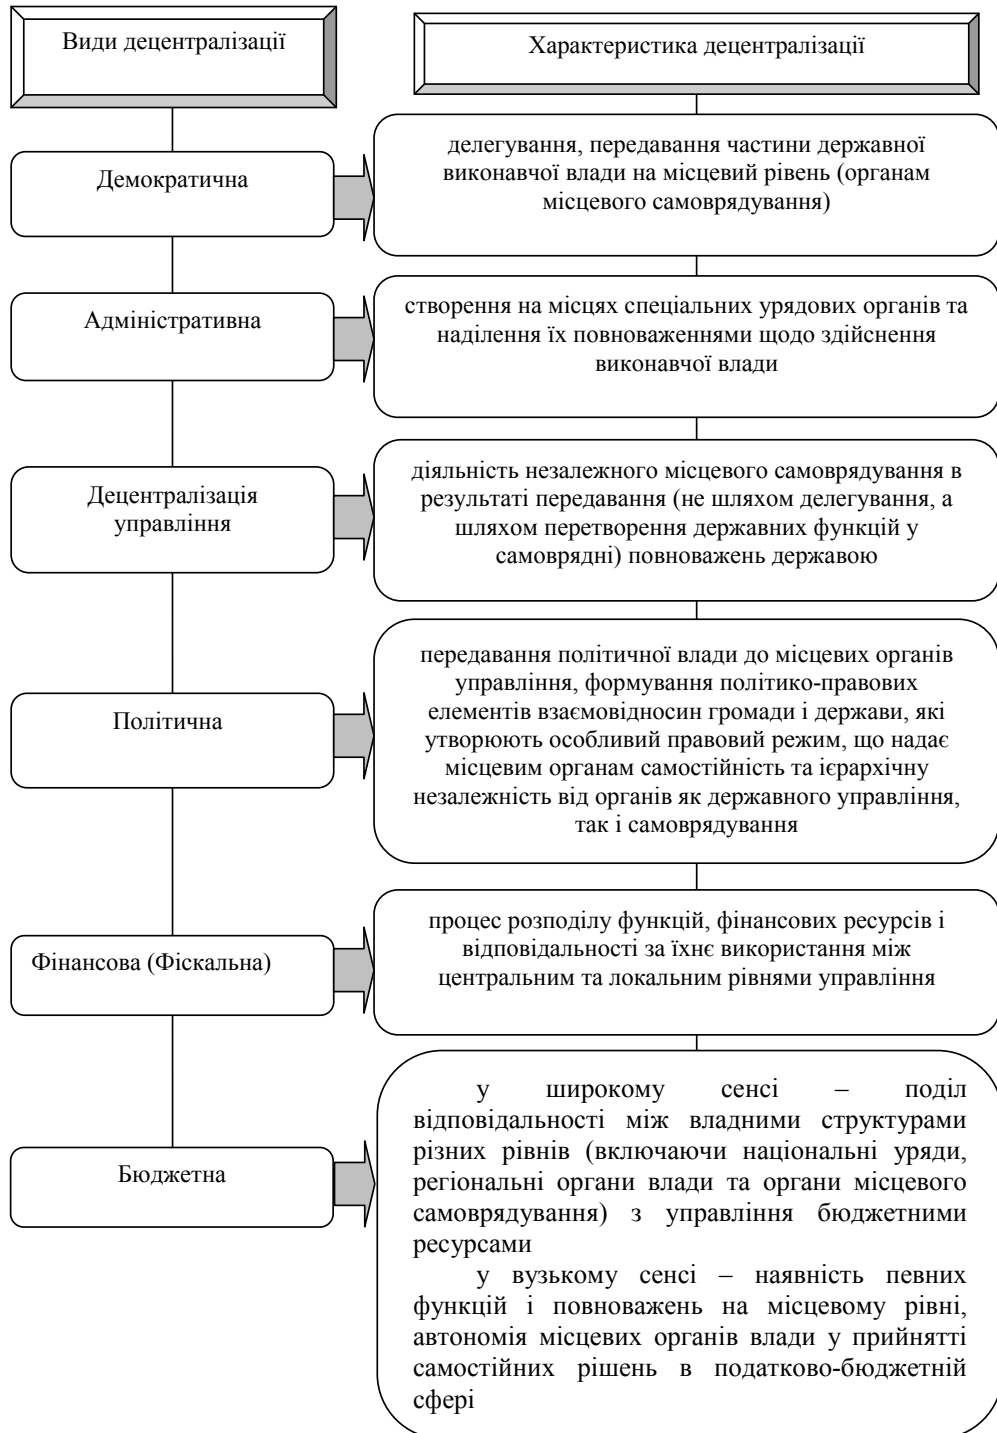 Види децентралізації
Характеристика децентралізації
Демократична
делегування, передавання частини державної
виконавчої влади на місцевий рівень (органам
місцевого самоврядування)
Адміністративна
створення на місцях спеціальних урядових органів та
наділення їх повноваженнями щодо здійснення
виконавчої влади
Децентралізація
управління
діяльність незалежного місцевого самоврядування в
результаті передавання (не шляхом делегування, а
шляхом перетворення державних функцій у
самоврядні) повноважень державою
Політична
передавання політичної влади до місцевих органів
управління, формування політико-правових
елементів взаємовідносин громади і держави, які
утворюють особливий правовий режим, що надає
місцевим органам самостійність та ієрархічну
незалежність від органів як державного управління,
так і самоврядування
Фінансова (Фіскальна)
процес розподілу функцій, фінансових ресурсів і
відповідальності за їхнє використання між
центральним та локальним рівнями управління
Бюджетна
у широкому сенсі – поділ
відповідальності між владними структурами
різних рівнів (включаючи національні уряди,
регіональні органи влади та органи місцевого
самоврядування) з управління бюджетними
ресурсами
у вузькому сенсі – наявність певних
функцій і повноважень на місцевому рівні,
автономія місцевих органів влади у прийнятті
самостійних рішень в податково-бюджетній
сфері